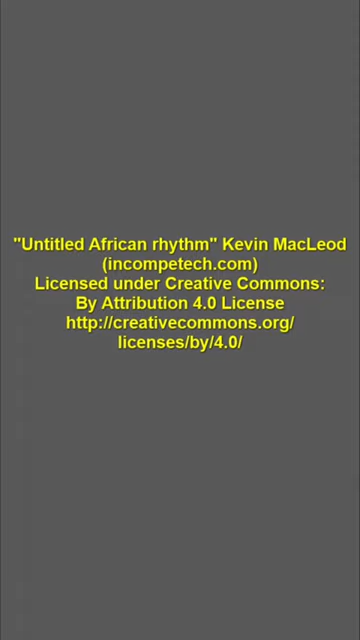 "Untitled African rhythm" Kevin MacLeod
(incompetech.com)
Licensed under Creative Commons:
By Attribution 4.0 License
http://creativecommons.org/
licenses/by/4.0/